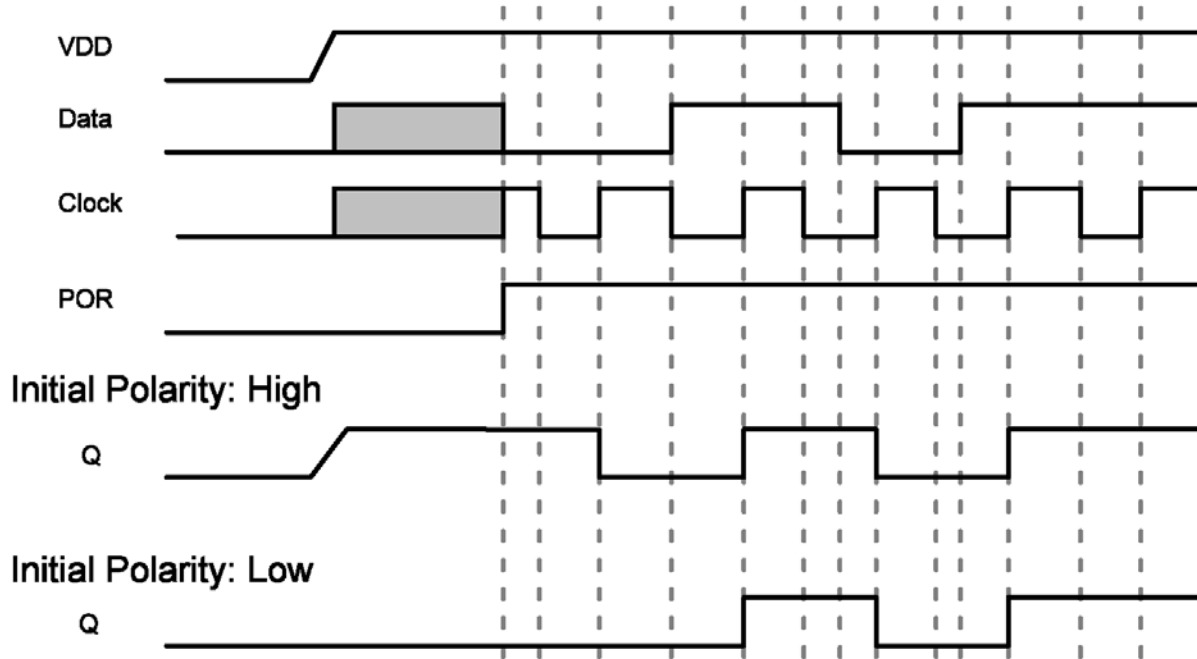 VDD
Data
Clock
POR
Initial Polarity: High
Q
Initial Polarity: Low
Q